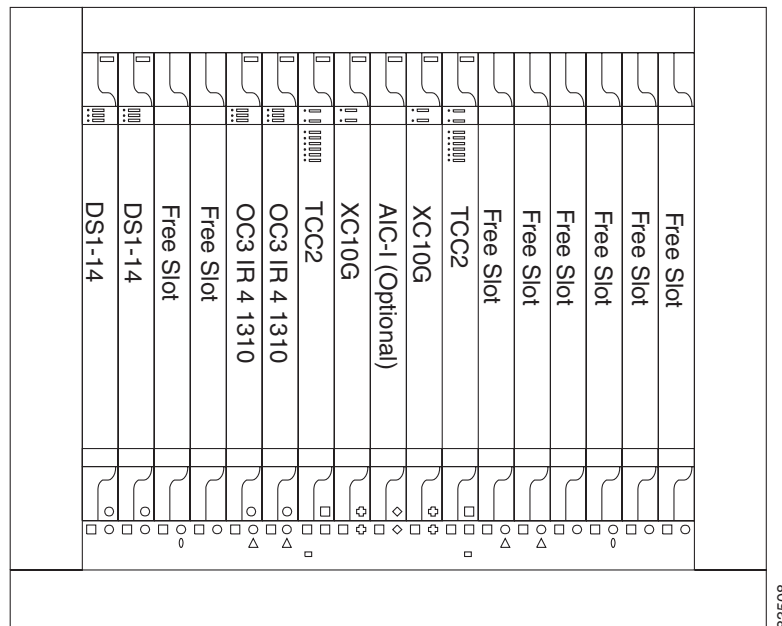 DS1-14
DS1-14
Free Slot
Free Slot
OC3 IR 4 1310
OC3 IR 4 1310
TCC2
XC10G
AIC-I (Optional)
XC10G
TCC2
Free Slot
Free Slot
Free Slot
Free Slot
Free Slot
Free Slot